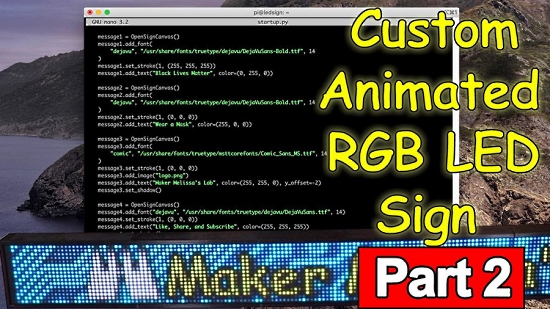 pi@ledsign: ~
GNU nano 3.2
startup.py
message1 = OpenSignCanvas()
message1.add_font(
"dejavu", "/usr/share/fonts/truetype/dejavu/DejaVuSans-Bold.ttf", 14
)
message1.set_stroke(1, (255, 255, 255))
message1.add_text("Black Lives Matter", color=(0, 255, 0))
message2 = OpenSignCanvas()
message2.add_font(
"dejavu", "/usr/share/fonts/truetype/dejavu/DejaVuSans-Bold.ttf", 14
)
message2.set_stroke(1, (0, 0, 0))
message2.add_text("Wear a Mask", color=(255, 0, 0))
message3 = OpenSignCanvas()
message3.add_font(
"comic", "/usr/share/fonts/truetype/msttcorefonts/Comic_Sans_MS.ttf",
)
message3.set_stroke(1, (0, 0, 0))
message3.add_image("logo.png")
message3.add_text("Maker Melissa's Lab", color=(255, 255, 0), y_offset=-2)
message3.set_shadow()
message4 = OpenSignCanvas()
message4.add_font("dejavu", "/usr/share/fonts/truetype/dejavu/DejaVuSans.ttf", 14)
message4.set_stroke(1, (0, 0, 0))
message4.add_text("Like, Share, and Subscribe", color=(255, 255, 255))
Custom
Animated
RGB LED
Sign
Maker
Part 2